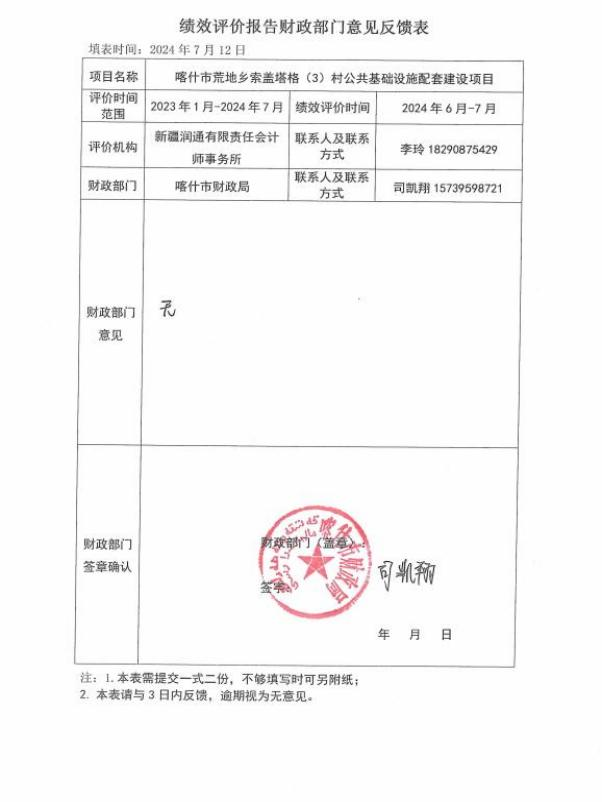 绩效评价报告财政部门意见反馈表
填表时间：2024年7月12日
项目名称 喀什市荒地乡索盖塔格（3）村公共基础设施配套建设项目
评价时间范围 2023年1月-2024年7月 绩效评价时间 2024年6月-7月
评价机构 新疆润通有限责任会计师事务所 联系人及联系方式 李玲 18290875429
财政部门 喀什市财政局 联系人及联系方式 司凯翔 15739598721
财政部门意见 无
财政部门签章确认
喀什市财政局
财政部门（盖章）
签字： 司凯翔
年 月 日
注：1.本表需提交一式二份，不够填写时可另附纸；
2. 本表请与3日内反馈，逾期视为无意见。